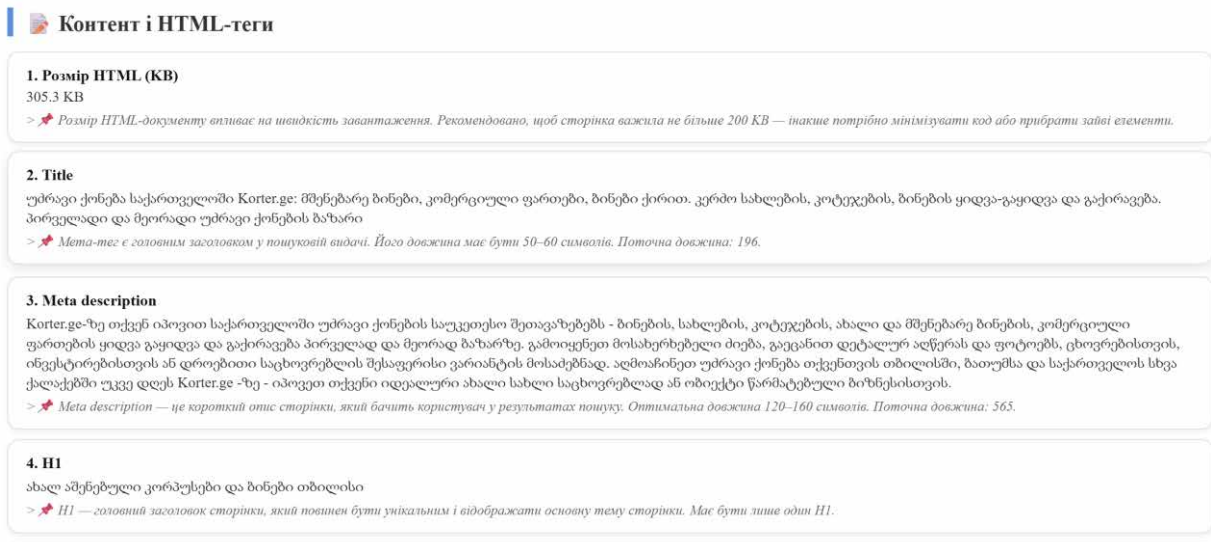 📝 Контент і HTML-теги
1. Розмір HTML (KB)
305.3 KB
> 📌 Розмір HTML-документу впливає на швидкість завантаження. Рекомендовано, щоб сторінка важила не більше 200 KB — інакше потрібно мінімізувати код або прибрати зайві елементи.
2. Title
უძრავი ქონება საქართველოში Korter.ge: მშენებარე ბინები, კომერციული ფართები, ბინები ქირით. კერძო სახლების, კოტეჯების, ბინების ყიდვა-გაყიდვა და გაქირავება.
პირველადი და მეორადი უძრავი ქონების ბაზარი
> 📌 Мета-тег є головним заголовком у пошуковій видачі. Його довжина має бути 50–60 символів. Поточна довжина: 196.
3. Meta description
Korter.ge-ზე თქვენ იპოვით საქართველოში უძრავი ქონების საუკეთესო შეთავაზებებს - ბინების, სახლების, კოტეჯების, ახალი და მშენებარე ბინების, კომერციული
ფართების ყიდვა გაყიდვა და გაქირავება პირველად და მეორად ბაზარზე. გამოიყენეთ მოსახერხებელი ძიება, გაეცანით დეტალურ აღწერას და ფოტოებს, ცხოვრებისთვის,
ინვესტირებისთვის ან დროებითი საცხოვრებლის შესაფერისი ვარიანტის მოსაძებნად. აღმოაჩინეთ უძრავი ქონება თქვენთვის თბილისში, ბათუმსა და საქართველოს სხვა
ქალაქებში უკვე დღეს Korter.ge -ზე - იპოვეთ თქვენი იდეალური ახალი სახლი საცხოვრებლად ან ობიექტი წარმატებული ბიზნესისთვის.
> 📌 Meta description — це короткий опис сторінки, який бачить користувач у результатах пошуку. Оптимальна довжина 120–160 символів. Поточна довжина: 565.
4. H1
ახალ აშენებული კორპუსები და ბინები თბილისი
> 📌 H1 — головний заголовок сторінки, який повинен бути унікальним і відображати основну тему сторінки. Має бути лише один H1.